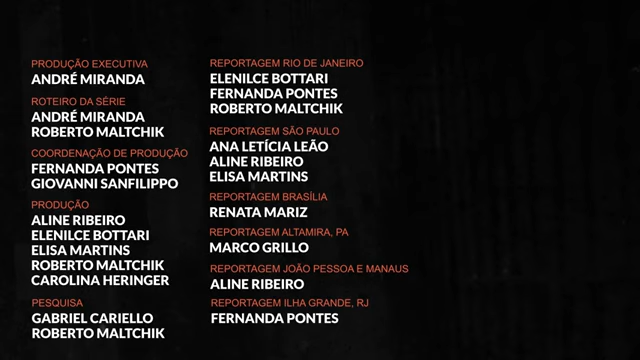 PRODUÇÃO EXECUTIVA
ANDRÉ MIRANDA
ROTEIRO DA SÉRIE
ANDRÉ MIRANDA
ROBERTO MALTCHIK
COORDENAÇÃO DE PRODUÇÃO
FERNANDA PONTES
GIOVANNI SANFILIPPO
PRODUÇÃO
ALINE RIBEIRO
ELENILCE BOTTARI
ELISA MARTINS
ROBERTO MALTCHIK
CAROLINA HERINGER
PESQUISA
GABRIEL CARIELLO
ROBERTO MALTCHIK
REPORTAGEM RIO DE JANEIRO
ELENILCE BOTTARI
FERNANDA PONTES
ROBERTO MALTCHIK
REPORTAGEM SÃO PAULO
ANA LETÍCIA LEÃO
ALINE RIBEIRO
ELISA MARTINS
REPORTAGEM BRASÍLIA
RENATA MARIZ
REPORTAGEM ALTAMIRA, PA
MARCO GRILLO
REPORTAGEM JOÃO PESSOA E MANAUS
ALINE RIBEIRO
REPORTAGEM ILHA GRANDE, RJ
FERNANDA PONTES